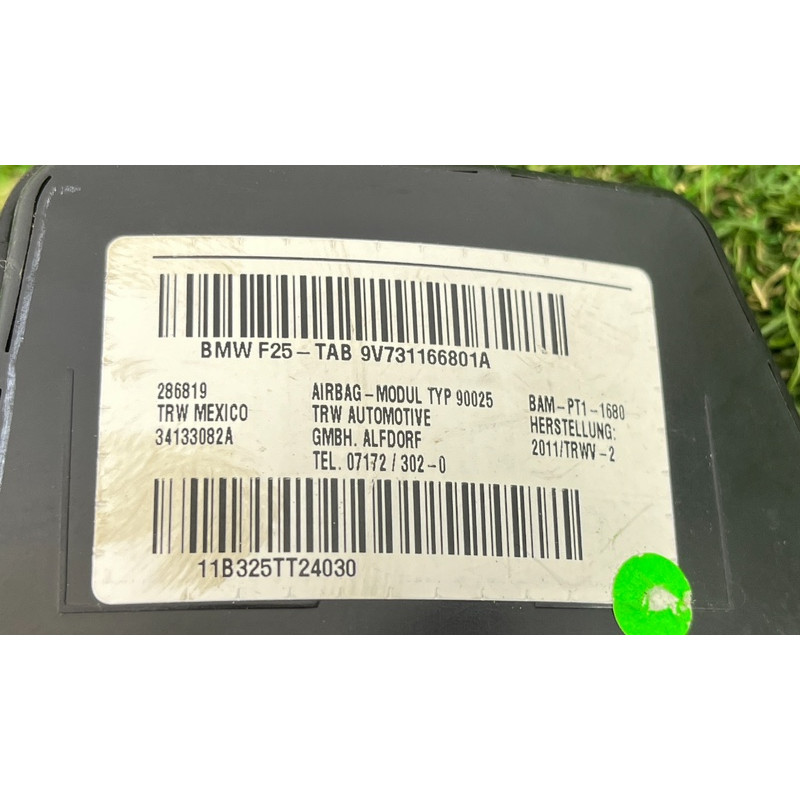 BMW F25-TAB 9V731166801A
286819
TRW MEXICO
34133082A
AIRBAG-MODUL TYP 90025
TRW AUTOMOTIVE
GMBH. ALFDORF
TEL. 07172/302-0
BAM-PT1-1680
HERSTELLUNG:
2011/TRWV-2
11B325TT24030